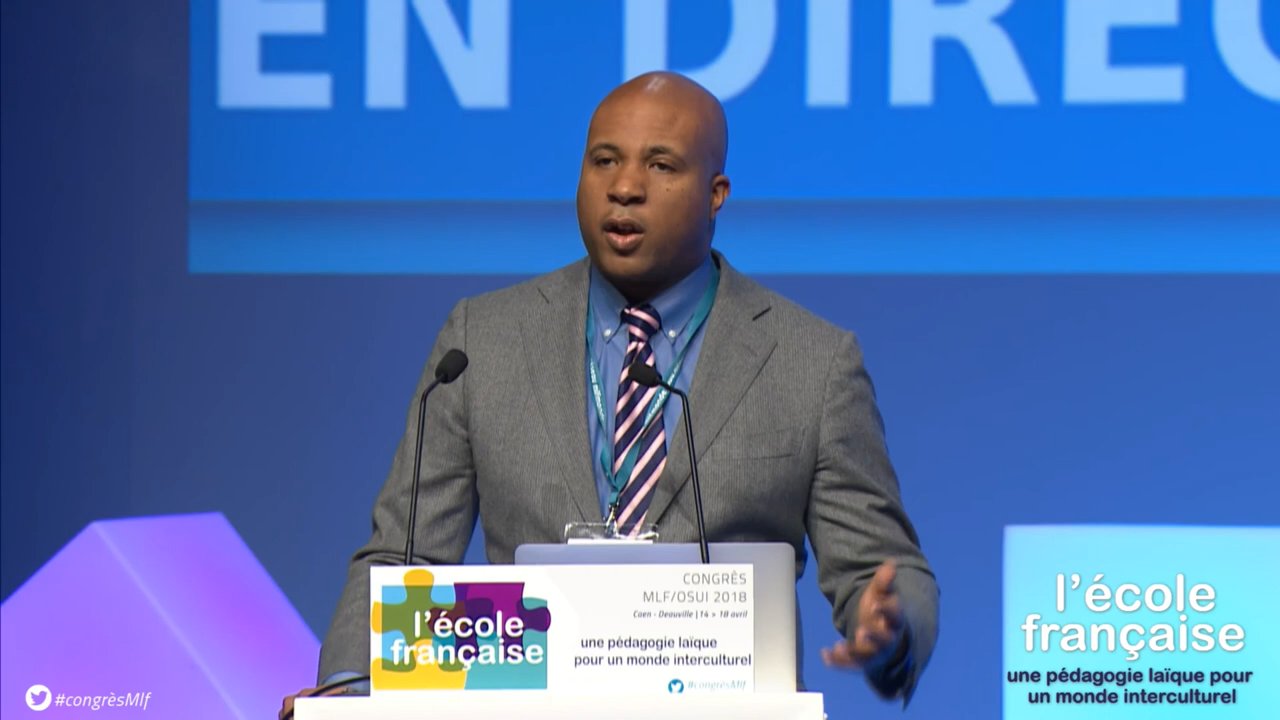 EN DIREC
CONGRÈS
MLF/OSUI 2018
Caen - Deauville | 14 > 18 avril
l'école
française
une pédagogie laïque
pour un monde interculturel
#congrèsMlf
#congrèsMlf
l'école
française
une pédagogie laïque pour
un monde interculturel